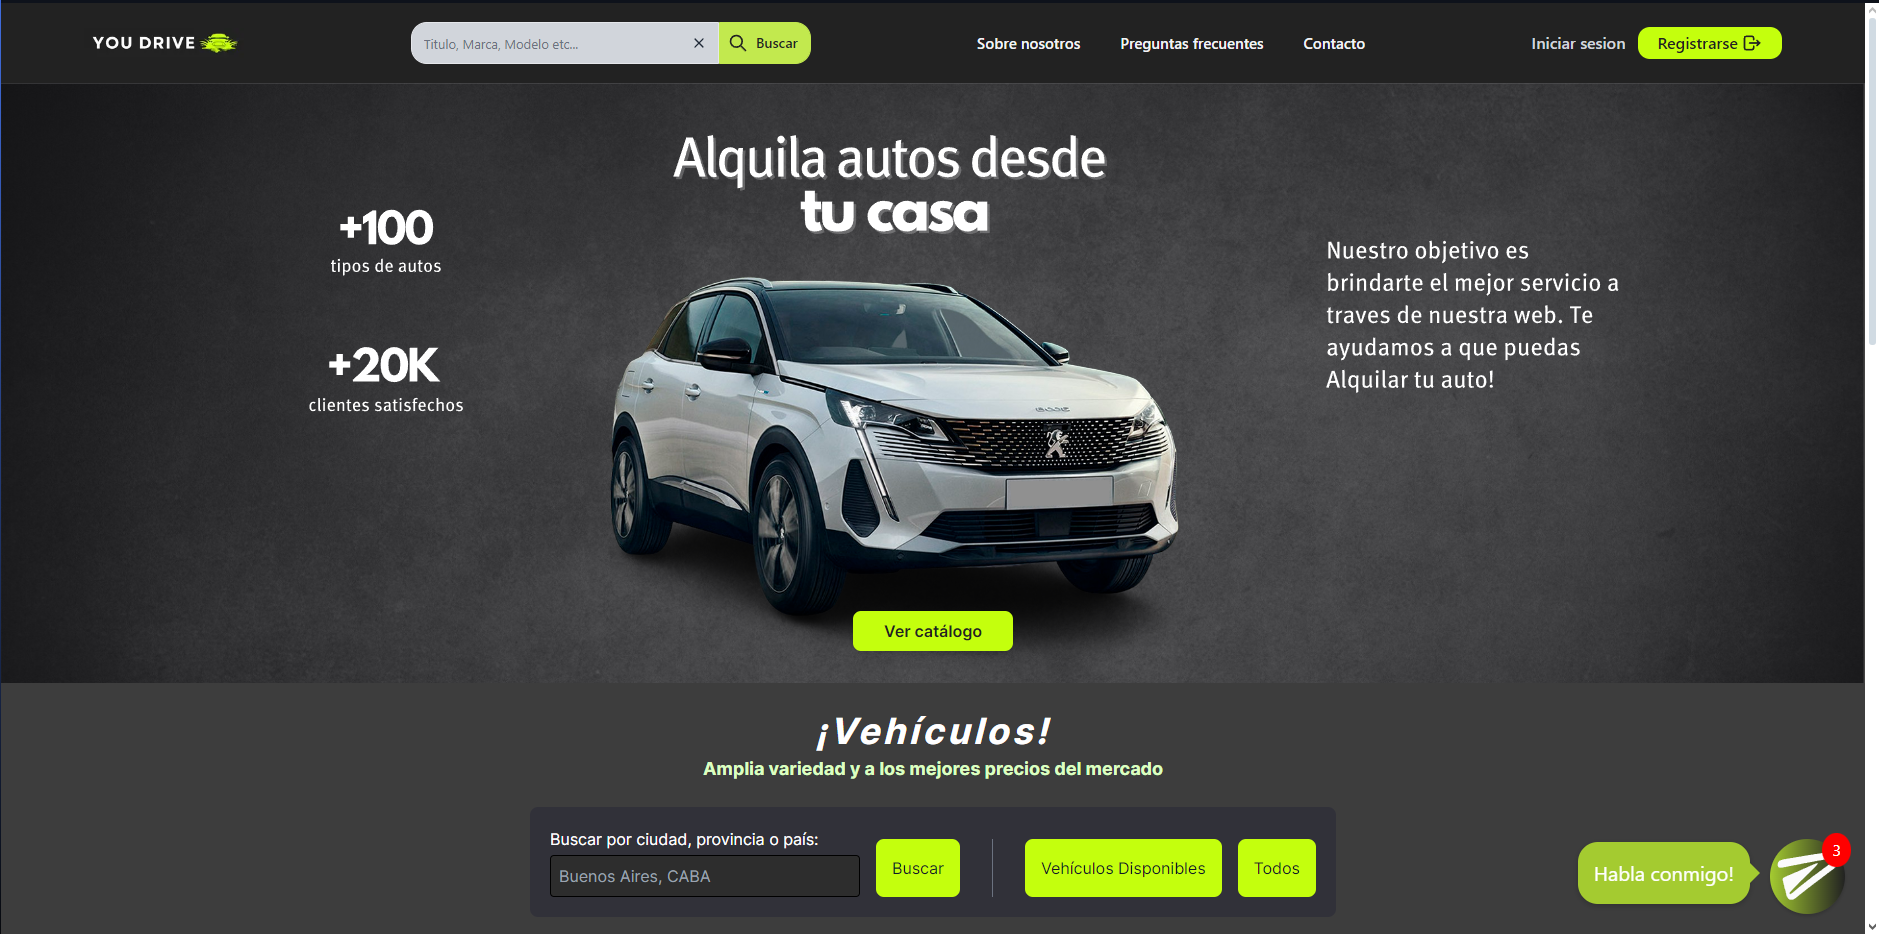 YOU DRIVE
Titulo, Marca, Modelo etc...
Buscar
Sobre nosotros
Preguntas frecuentes
Contacto
Iniciar sesion
Registrarse
Alquila autos desde
tu casa
+100
tipos de autos
+20K
clientes satisfechos
Nuestro objetivo es
brindarte el mejor servicio a
traves de nuestra web. Te
ayudamos a que puedas
Alquilar tu auto!
Ver catálogo
¡Vehículos!
Amplia variedad y a los mejores precios del mercado
Buscar por ciudad, provincia o país:
Buenos Aires, CABA
Buscar
Vehículos Disponibles
Todos
Habla conmigo!
3